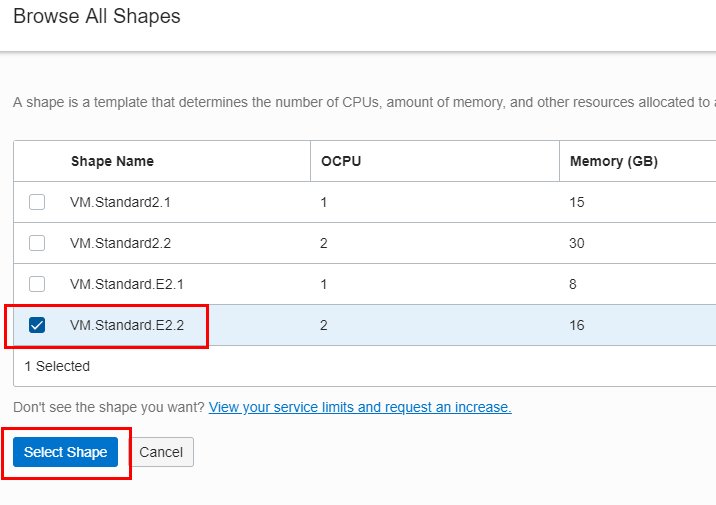 Browse All Shapes
A shape is a template that determines the number of CPUs, amount of memory, and other resources allocated to
Shape Name OCPU Memory (GB)
VM.Standard2.1 1 15
VM.Standard2.2 2 30
VM.Standard.E2.1 1 8
VM.Standard.E2.2 2 16
1 Selected
Don't see the shape you want? View your service limits and request an increase.
Select Shape Cancel